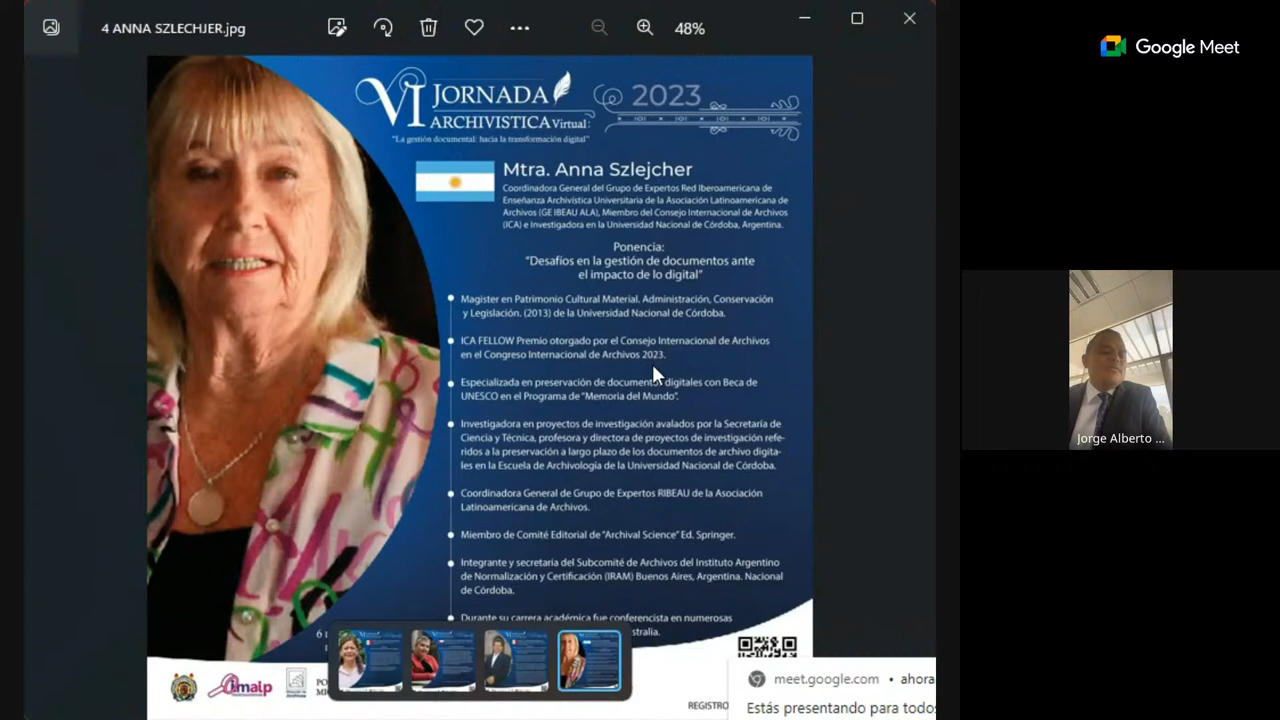 4 ANNA SZLECHJER.jpg
48%
Google Meet
VI JORNADA
ARCHIVISTICA Virtual:
2023
"La gestión documental: hacia la transformación digital"
Mtra. Anna Szlejcher
Coordinadora General del Grupo de Expertos Red Iberoamericana de
Enseñanza Archivística Universitaria de la Asociación Latinoamericana de
Archivos (GE IBEAU ALA), Miembro del Consejo Internacional de Archivos
(ICA) e Investigadora en la Universidad Nacional de Córdoba, Argentina.
Ponencia:
"Desafíos en la gestión de documentos ante
el impacto de lo digital"
Magister en Patrimonio Cultural Material. Administración, Conservación
y Legislación. (2013) de la Universidad Nacional de Córdoba.
ICA FELLOW Premio otorgado por el Consejo Internacional de Archivos
en el Congreso Internacional de Archivos 2023.
Especializada en preservación de documentos digitales con Beca de
UNESCO en el Programa de "Memoria del Mundo".
Investigadora en proyectos de investigación avalados por la Secretaría de
Ciencia y Técnica, profesora y directora de proyectos de investigación refe-
ridos a la preservación a largo plazo de los documentos de archivo digita-
les en la Escuela de Archivología de la Universidad Nacional de Córdoba.
Coordinadora General de Grupo de Expertos RIBEAU de la Asociación
Latinoamericana de Archivos.
Miembro de Comité Editorial de "Archival Science" Ed. Springer.
Integrante y secretaria del Subcomité de Archivos del Instituto Argentino
de Normalización y Certificación (IRAM) Buenos Aires, Argentina. Nacional
de Córdoba.
Durante su carrera académica fue conferencista en numerosas
stralia.
6
imalp
REGISTRO
meet.google.com • ahora
Estás presentando para todos
Jorge Alberto ...